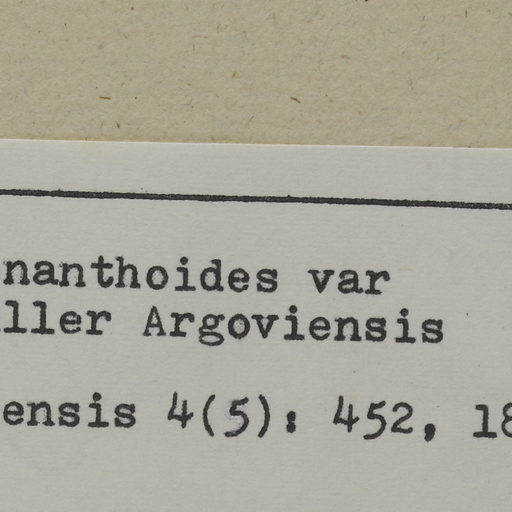 nanthoides var
ller Argoviensis
ensis 4(5): 452, 18